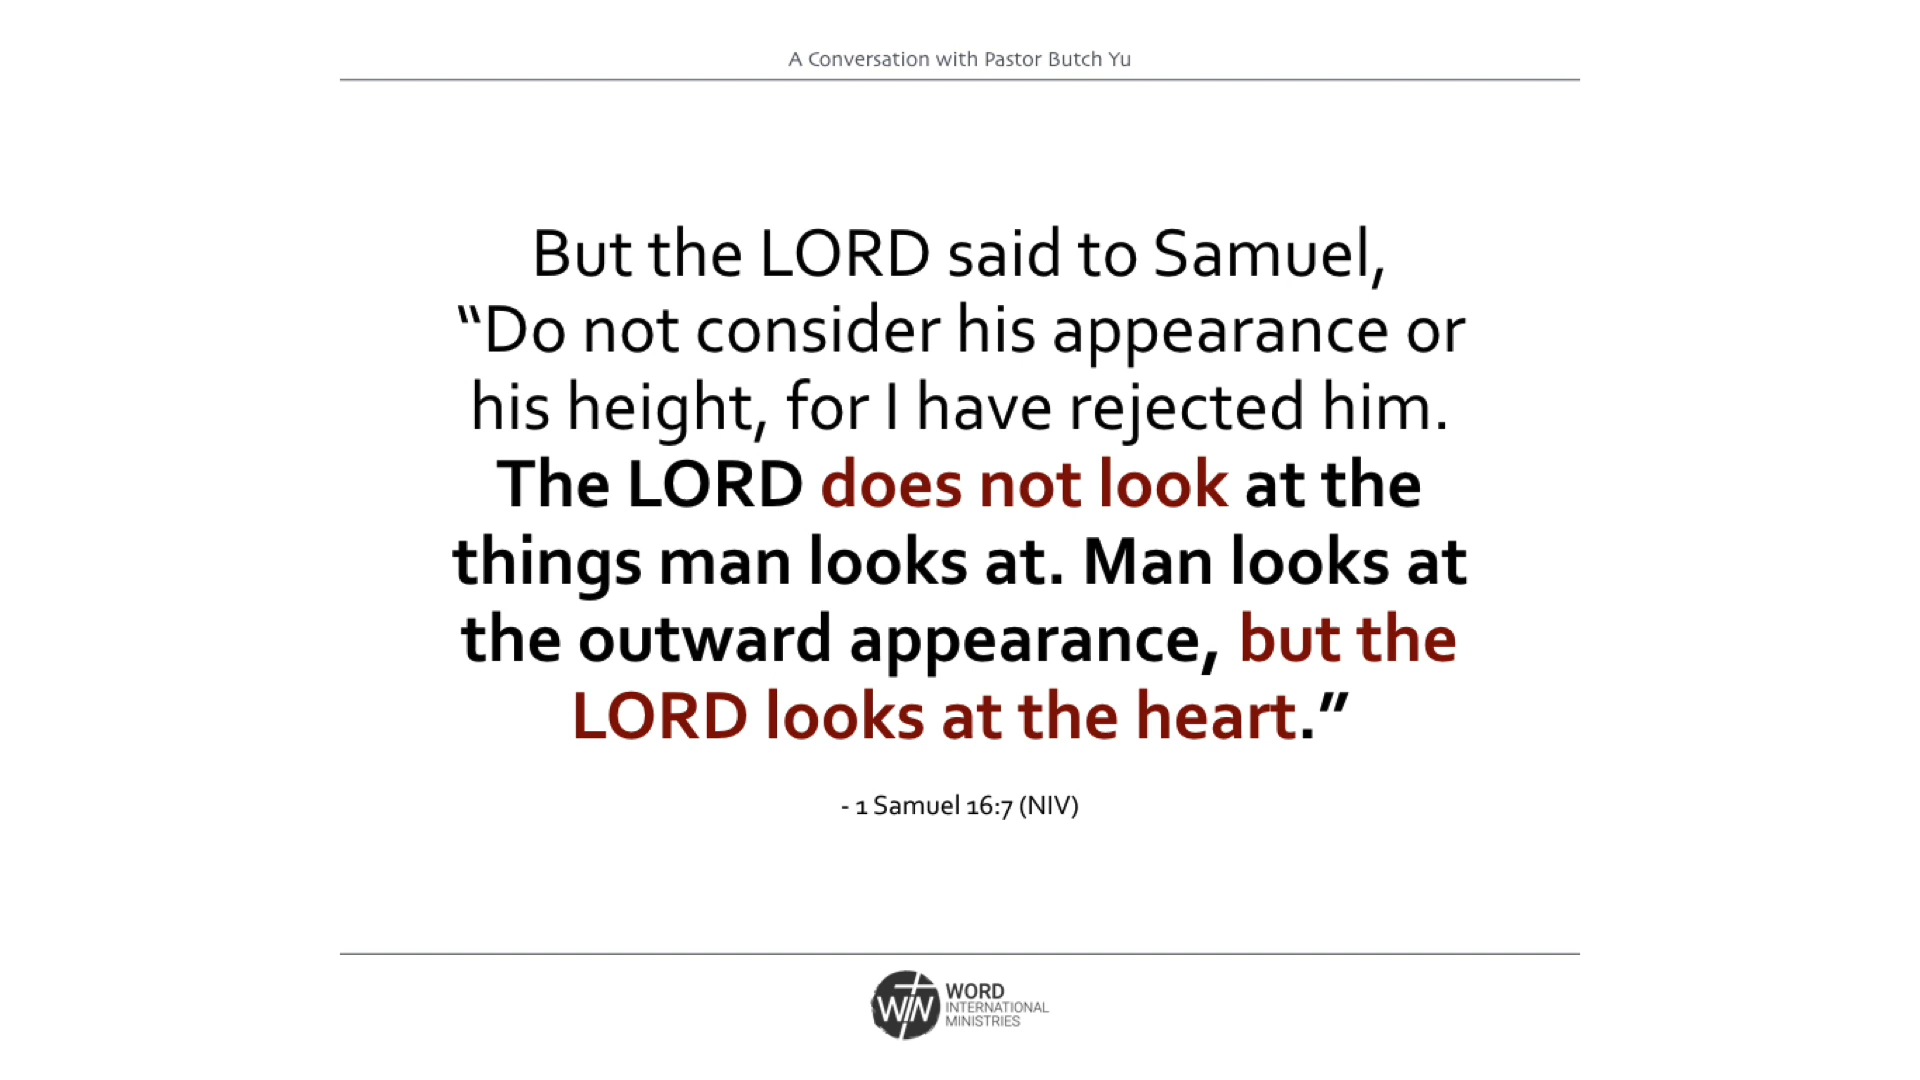 A Conversation with Pastor Butch Yu
But the LORD said to Samuel,
“Do not consider his appearance or
his height, for I have rejected him.
The LORD does not look at the
things man looks at. Man looks at
the outward appearance, but the
LORD looks at the heart.”
- 1 Samuel 16:7 (NIV)
WIN
WORD
INTERNATIONAL
MINISTRIES